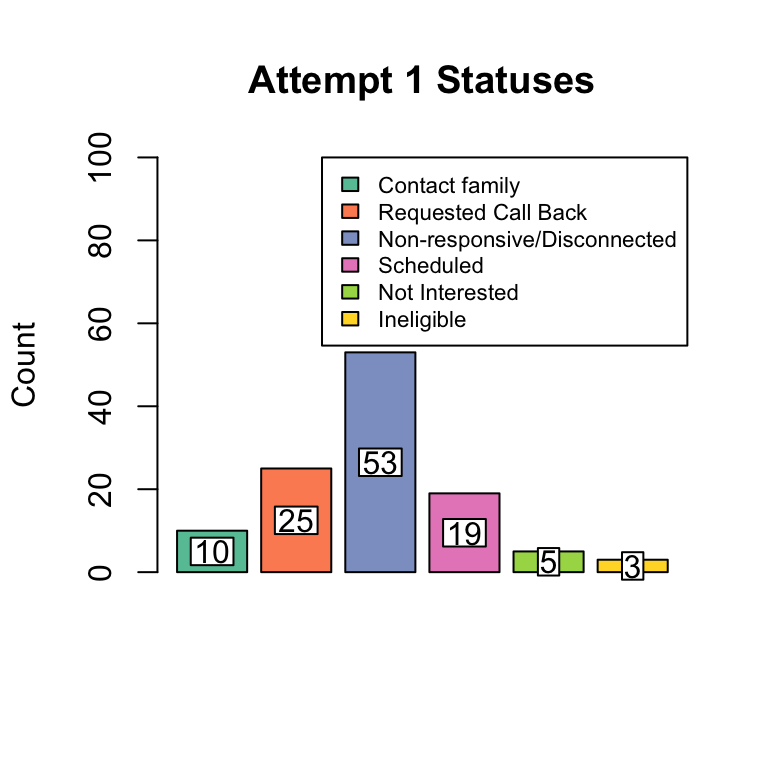 Attempt 1 Statuses
Count
100
80
60
40
20
0
Contact family
Requested Call Back
Non-responsive/Disconnected
Scheduled
Not Interested
Ineligible
10
25
53
19
5
3